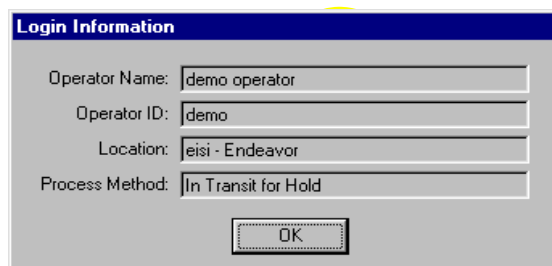 Login Information
Operator Name: demo operator
Operator ID: demo
Location: eisi - Endeavor
Process Method: In Transit for Hold
OK